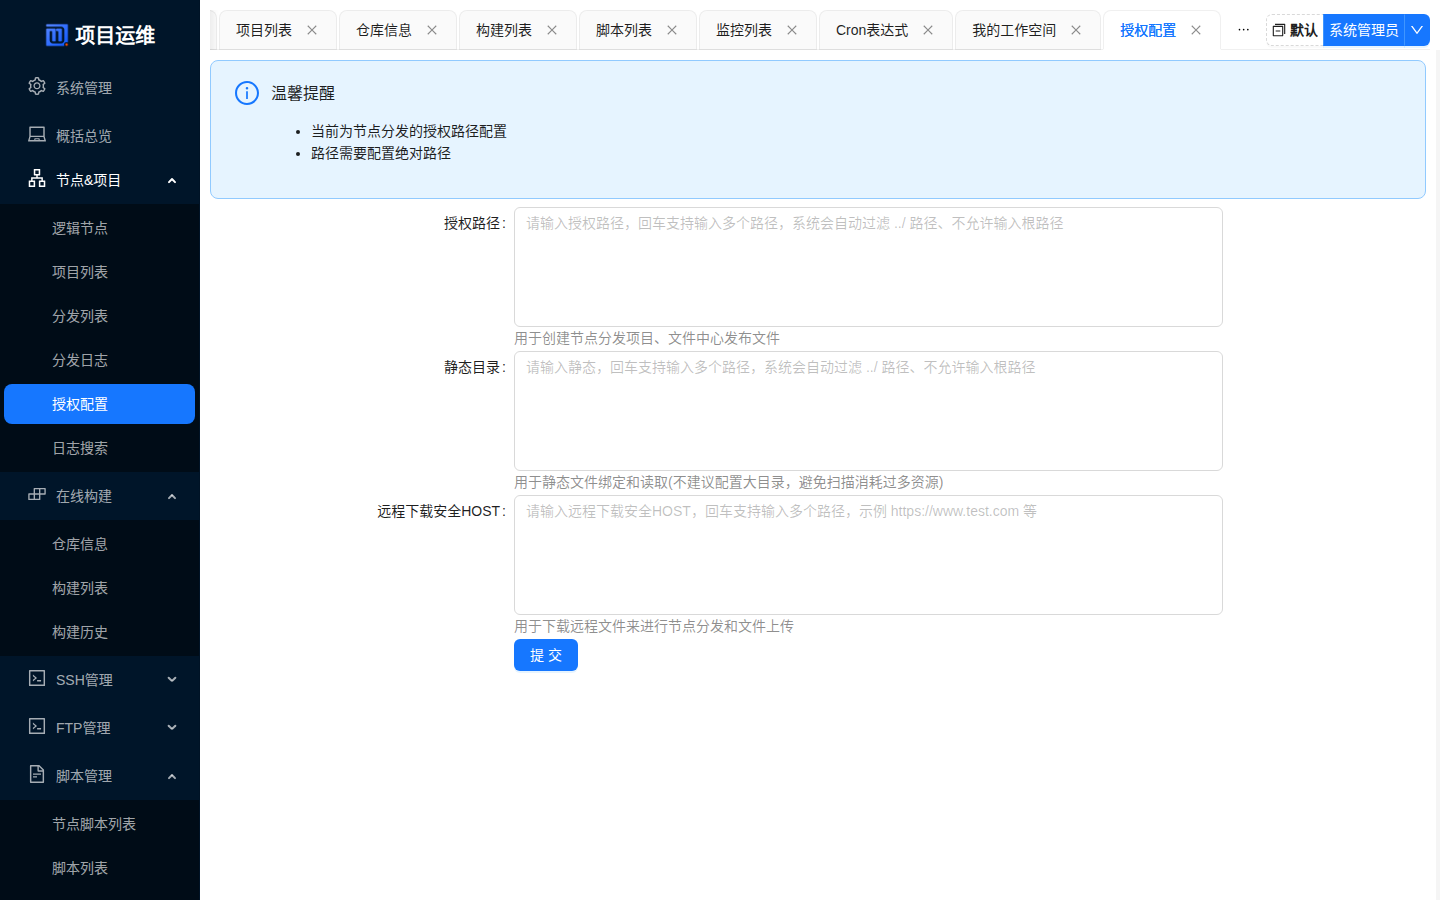 项目运维
系统管理
概括总览
节点&项目
逻辑节点
项目列表
分发列表
分发日志
授权配置
日志搜索
在线构建
仓库信息
构建列表
构建历史
SSH管理
FTP管理
脚本管理
节点脚本列表
脚本列表
项目列表
仓库信息
构建列表
脚本列表
监控列表
Cron表达式
我的工作空间
授权配置
默认
系统管理员
温馨提醒
当前为节点分发的授权路径配置
路径需要配置绝对路径
授权路径:
请输入授权路径，回车支持输入多个路径，系统会自动过滤 ../ 路径、不允许输入根路径
用于创建节点分发项目、文件中心发布文件
静态目录:
请输入静态，回车支持输入多个路径，系统会自动过滤 ../ 路径、不允许输入根路径
用于静态文件绑定和读取(不建议配置大目录，避免扫描消耗过多资源)
远程下载安全HOST:
请输入远程下载安全HOST，回车支持输入多个路径，示例 https://www.test.com 等
用于下载远程文件来进行节点分发和文件上传
提 交